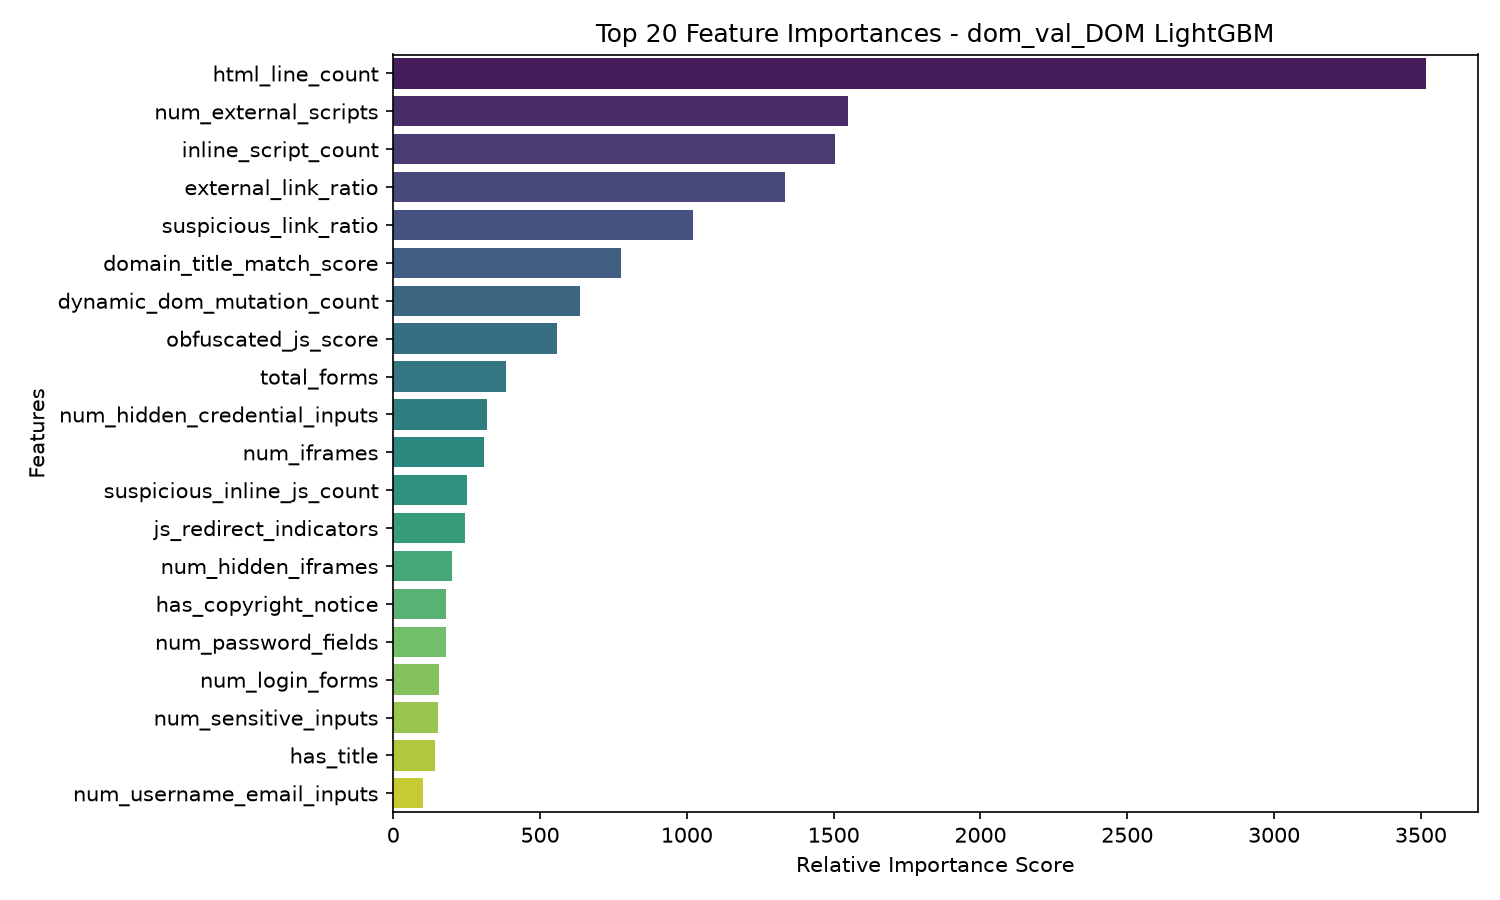 Top 20 Feature Importances - dom_val_DOM LightGBM
html_line_count
num_external_scripts
inline_script_count
external_link_ratio
suspicious_link_ratio
domain_title_match_score
dynamic_dom_mutation_count
obfuscated_js_score
total_forms
num_hidden_credential_inputs
num_iframes
suspicious_inline_js_count
js_redirect_indicators
num_hidden_iframes
has_copyright_notice
num_password_fields
num_login_forms
num_sensitive_inputs
has_title
num_username_email_inputs
Features
0 500 1000 1500 2000 2500 3000 3500
Relative Importance Score